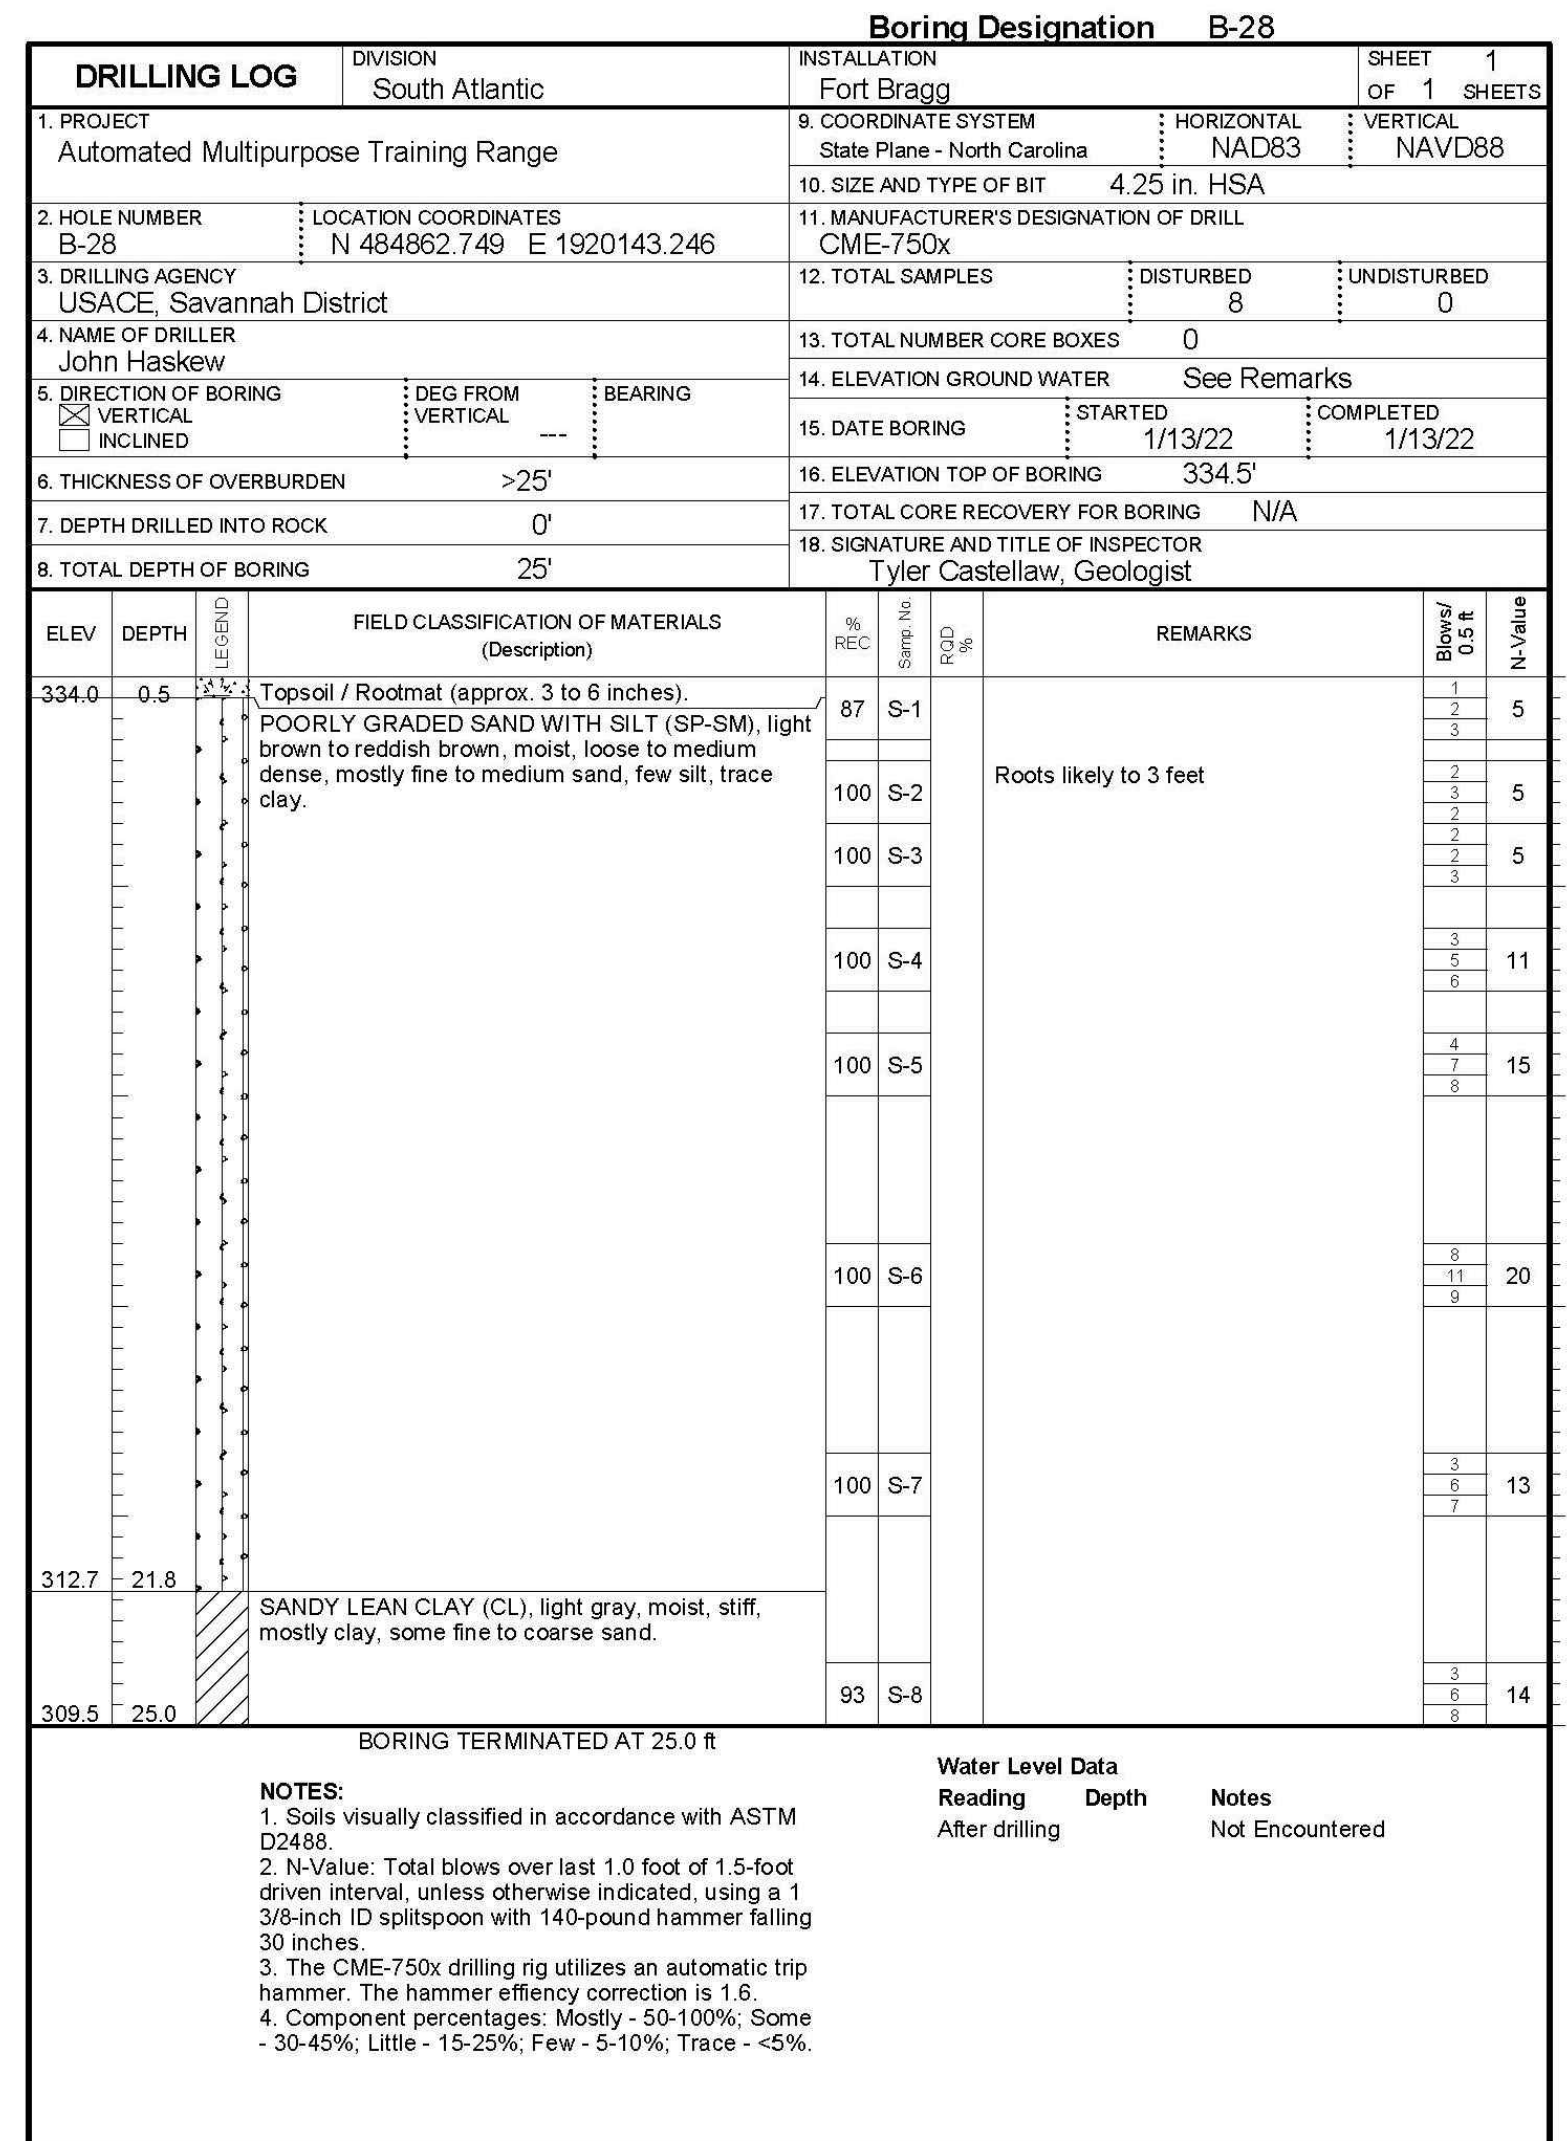 Boring Designation B-28
DRILLING LOG
DIVISION
South Atlantic
INSTALLATION
Fort Bragg
SHEET 1
OF 1 SHEETS
1. PROJECT
Automated Multipurpose Training Range
9. COORDINATE SYSTEM
State Plane - North Carolina
HORIZONTAL
NAD83
VERTICAL
NAVD88
10. SIZE AND TYPE OF BIT 4.25 in. HSA
2. HOLE NUMBER
B-28
LOCATION COORDINATES
N 484862.749 E 1920143.246
11. MANUFACTURER'S DESIGNATION OF DRILL
CME-750x
3. DRILLING AGENCY
USACE, Savannah District
12. TOTAL SAMPLES
DISTURBED
8
UNDISTURBED
0
4. NAME OF DRILLER
John Haskew
13. TOTAL NUMBER CORE BOXES 0
14. ELEVATION GROUND WATER See Remarks
5. DIRECTION OF BORING
VERTICAL
INCLINED
DEG FROM
VERTICAL
---
BEARING
15. DATE BORING
STARTED
1/13/22
COMPLETED
1/13/22
6. THICKNESS OF OVERBURDEN >25'
16. ELEVATION TOP OF BORING 334.5'
7. DEPTH DRILLED INTO ROCK 0'
17. TOTAL CORE RECOVERY FOR BORING N/A
8. TOTAL DEPTH OF BORING 25'
18. SIGNATURE AND TITLE OF INSPECTOR
Tyler Castellaw, Geologist
ELEV
DEPTH
LEGEND
FIELD CLASSIFICATION OF MATERIALS
(Description)
%
REC
Samp. No.
RQD
%
REMARKS
Blows/
0.5 ft
N-Value
334.0 0.5
Topsoil / Rootmat (approx. 3 to 6 inches).
POORLY GRADED SAND WITH SILT (SP-SM), light
brown to reddish brown, moist, loose to medium
dense, mostly fine to medium sand, few silt, trace
clay.
87 S-1
1
2
3
5
Roots likely to 3 feet
100 S-2
2
3
2
5
100 S-3
2
2
3
5
100 S-4
3
5
6
11
100 S-5
4
7
8
15
100 S-6
8
11
9
20
100 S-7
3
6
7
13
312.7 21.8
SANDY LEAN CLAY (CL), light gray, moist, stiff,
mostly clay, some fine to coarse sand.
93 S-8
3
6
8
14
309.5 25.0
BORING TERMINATED AT 25.0 ft
NOTES:
1. Soils visually classified in accordance with ASTM
D2488.
2. N-Value: Total blows over last 1.0 foot of 1.5-foot
driven interval, unless otherwise indicated, using a 1
3/8-inch ID splitspoon with 140-pound hammer falling
30 inches.
3. The CME-750x drilling rig utilizes an automatic trip
hammer. The hammer effiency correction is 1.6.
4. Component percentages: Mostly - 50-100%; Some
- 30-45%; Little - 15-25%; Few - 5-10%; Trace - <5%.
Water Level Data
Reading Depth Notes
After drilling Not Encountered